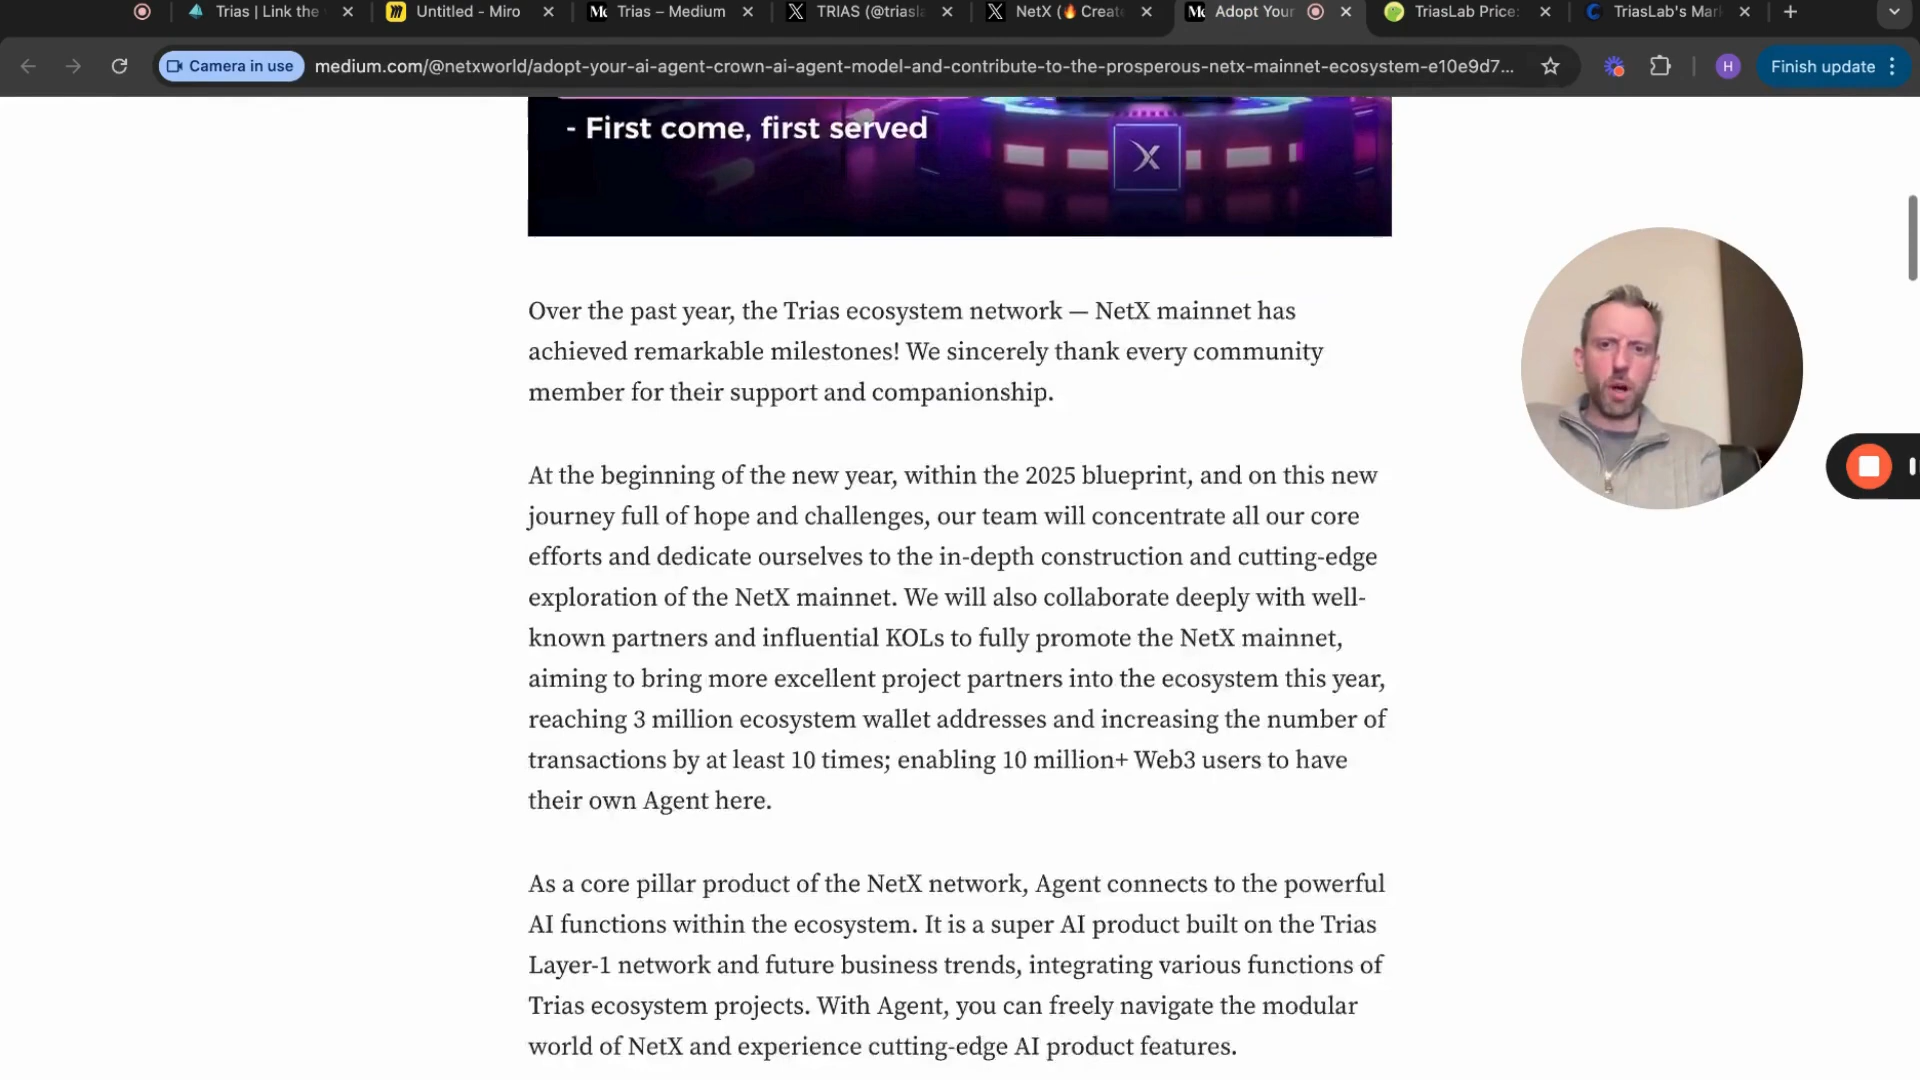 Trias | Link the
Untitled - Miro
Trias – Medium
TRIAS (@triasla
NetX (🔥 Create
Adopt Your
TriasLab Price:
TriasLab's Mar
Camera in use
medium.com/@netxworld/adopt-your-ai-agent-crown-ai-agent-model-and-contribute-to-the-prosperous-netx-mainnet-ecosystem-e10e9d7...
H
Finish update
- First come, first served
Over the past year, the Trias ecosystem network — NetX mainnet has
achieved remarkable milestones! We sincerely thank every community
member for their support and companionship.
At the beginning of the new year, within the 2025 blueprint, and on this new
journey full of hope and challenges, our team will concentrate all our core
efforts and dedicate ourselves to the in-depth construction and cutting-edge
exploration of the NetX mainnet. We will also collaborate deeply with well-
known partners and influential KOLs to fully promote the NetX mainnet,
aiming to bring more excellent project partners into the ecosystem this year,
reaching 3 million ecosystem wallet addresses and increasing the number of
transactions by at least 10 times; enabling 10 million+ Web3 users to have
their own Agent here.
As a core pillar product of the NetX network, Agent connects to the powerful
AI functions within the ecosystem. It is a super AI product built on the Trias
Layer-1 network and future business trends, integrating various functions of
Trias ecosystem projects. With Agent, you can freely navigate the modular
world of NetX and experience cutting-edge AI product features.